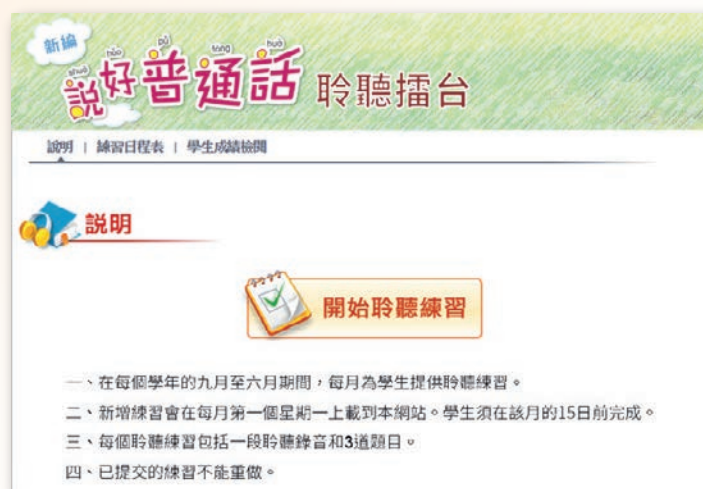 新編
shuō hǎo pǔ tōng huà
說好普通話 聆聽擂台
說明 | 練習日程表 | 學生成績檢閱
説明
開始聆聽練習
一、在每個學年的九月至六月期間，每月為學生提供聆聽練習。
二、新增練習會在每月第一個星期一上載到本網站。學生須在該月的15日前完成。
三、每個聆聽練習包括一段聆聽錄音和3道題目。
四、已提交的練習不能重做。